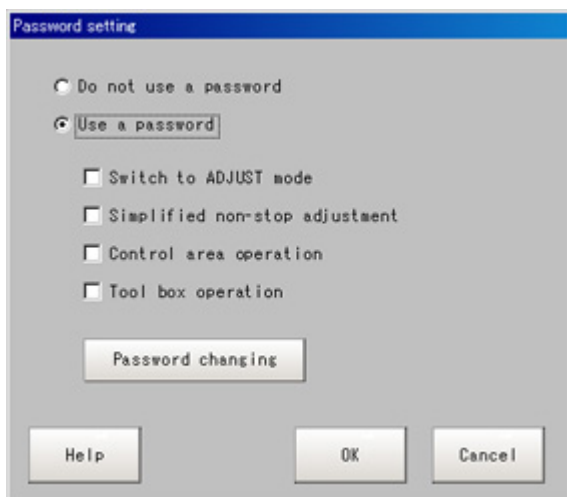 Password setting
Do not use a password
Use a password
Switch to ADJUST mode
Simplified non-stop adjustment
Control area operation
Tool box operation
Password changing
Help OK Cancel